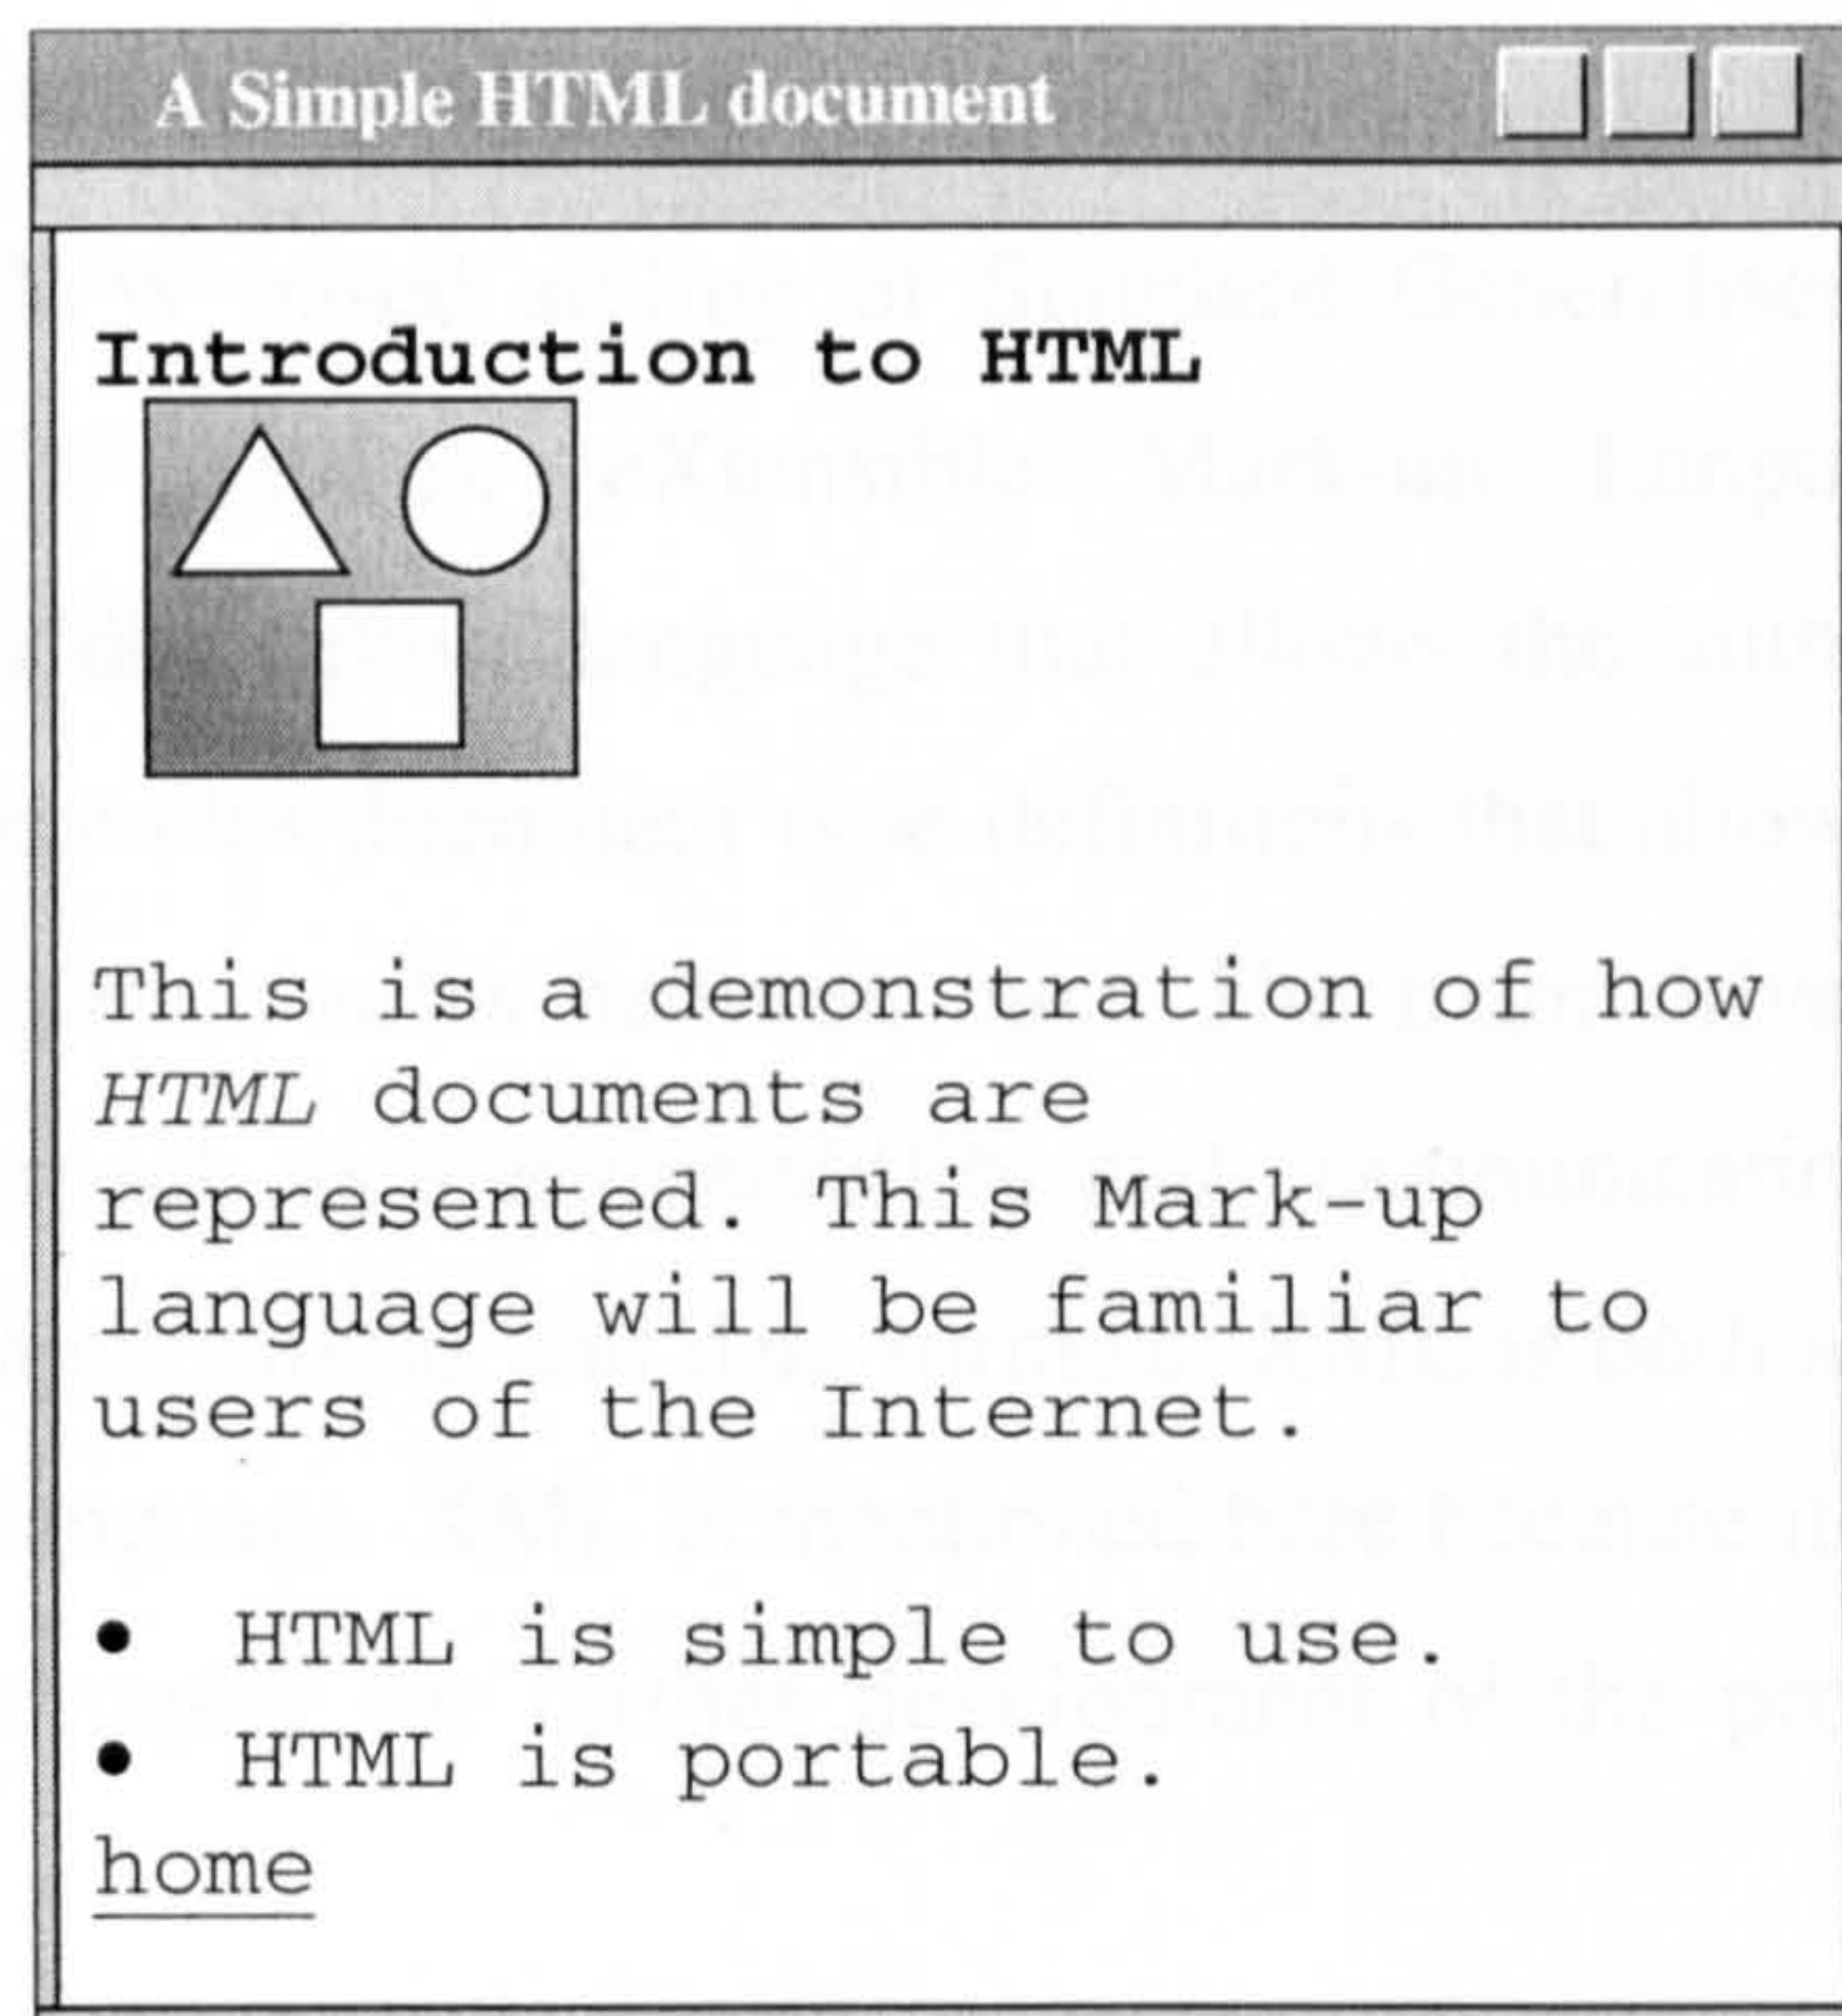 A Simple HTML document
Introduction to HTML
This is a demonstration of how
HTML documents are
represented. This Mark-up
language will be familiar to
users of the Internet.
• HTML is simple to use.
• HTML is portable.
home